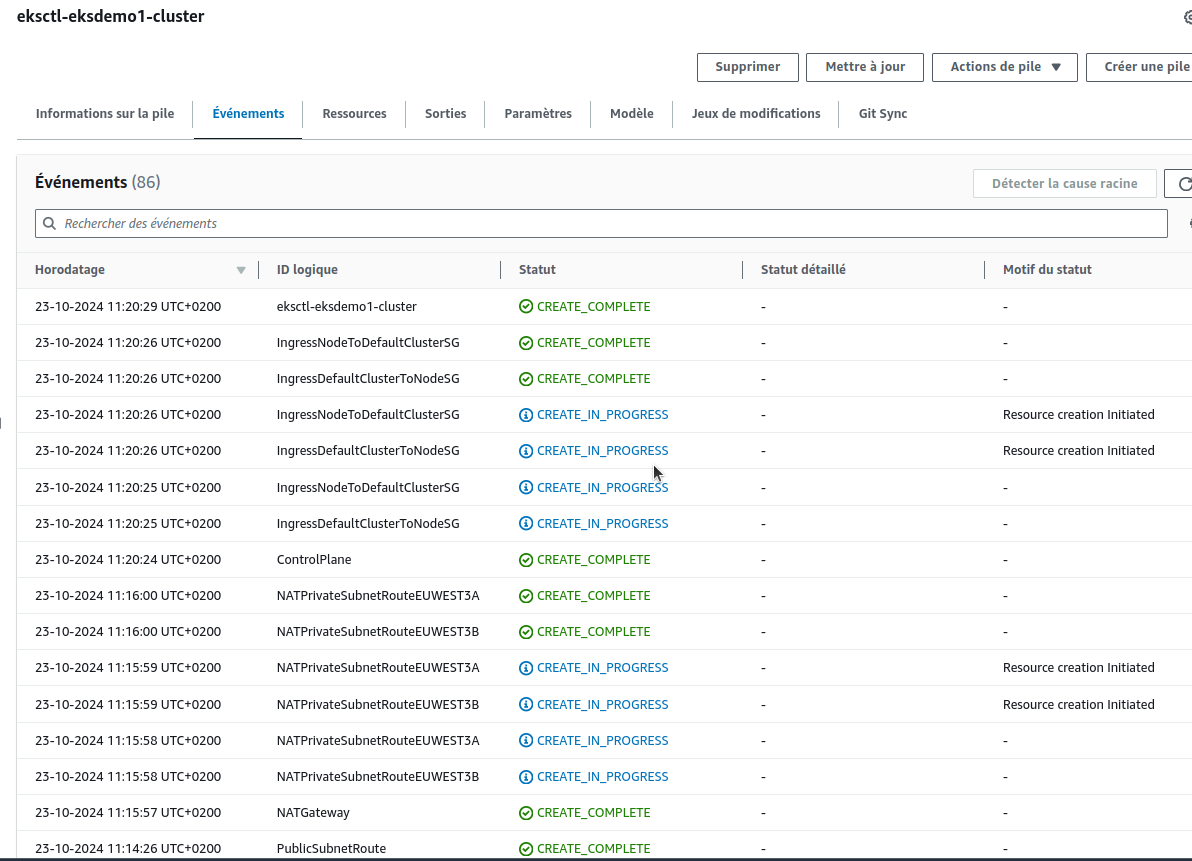 eksctl-eksdemo1-cluster
Supprimer Mettre à jour Actions de pile Créer une pile
Informations sur la pile Événements Ressources Sorties Paramètres Modèle Jeux de modifications Git Sync
Événements (86)
Détecter la cause racine
Rechercher des événements
Horodatage ID logique Statut Statut détaillé Motif du statut
23-10-2024 11:20:29 UTC+0200 eksctl-eksdemo1-cluster CREATE_COMPLETE - -
23-10-2024 11:20:26 UTC+0200 IngressNodeToDefaultClusterSG CREATE_COMPLETE - -
23-10-2024 11:20:26 UTC+0200 IngressDefaultClusterToNodeSG CREATE_COMPLETE - -
23-10-2024 11:20:26 UTC+0200 IngressNodeToDefaultClusterSG CREATE_IN_PROGRESS - Resource creation Initiated
23-10-2024 11:20:26 UTC+0200 IngressDefaultClusterToNodeSG CREATE_IN_PROGRESS - Resource creation Initiated
23-10-2024 11:20:25 UTC+0200 IngressNodeToDefaultClusterSG CREATE_IN_PROGRESS - -
23-10-2024 11:20:25 UTC+0200 IngressDefaultClusterToNodeSG CREATE_IN_PROGRESS - -
23-10-2024 11:20:24 UTC+0200 ControlPlane CREATE_COMPLETE - -
23-10-2024 11:16:00 UTC+0200 NATPrivateSubnetRouteEUWEST3A CREATE_COMPLETE - -
23-10-2024 11:16:00 UTC+0200 NATPrivateSubnetRouteEUWEST3B CREATE_COMPLETE - -
23-10-2024 11:15:59 UTC+0200 NATPrivateSubnetRouteEUWEST3A CREATE_IN_PROGRESS - Resource creation Initiated
23-10-2024 11:15:59 UTC+0200 NATPrivateSubnetRouteEUWEST3B CREATE_IN_PROGRESS - Resource creation Initiated
23-10-2024 11:15:58 UTC+0200 NATPrivateSubnetRouteEUWEST3A CREATE_IN_PROGRESS - -
23-10-2024 11:15:58 UTC+0200 NATPrivateSubnetRouteEUWEST3B CREATE_IN_PROGRESS - -
23-10-2024 11:15:57 UTC+0200 NATGateway CREATE_COMPLETE - -
23-10-2024 11:14:26 UTC+0200 PublicSubnetRoute CREATE_COMPLETE - -